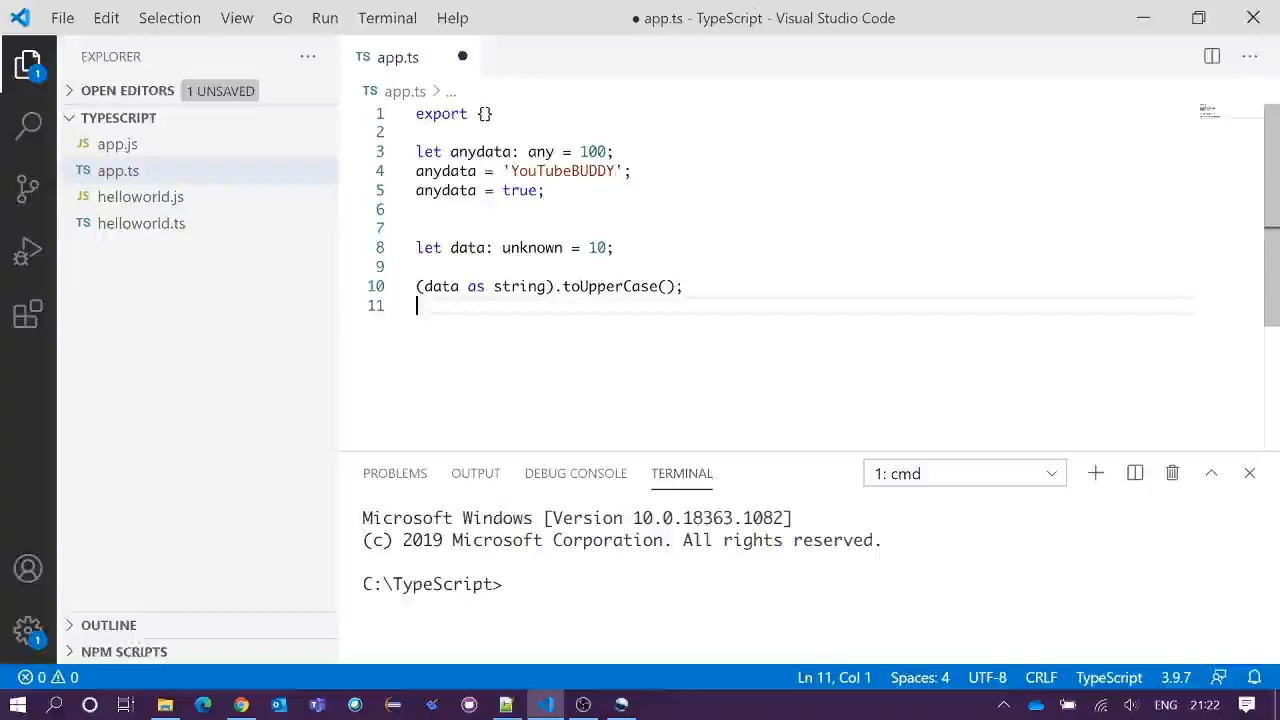 File Edit Selection View Go Run Terminal Help ● app.ts - TypeScript - Visual Studio Code
EXPLORER ...
OPEN EDITORS 1 UNSAVED
TYPESCRIPT
JS app.js
TS app.ts
JS helloworld.js
TS helloworld.ts
OUTLINE
NPM SCRIPTS
1
1
TS app.ts ●
TS app.ts > ...
1 export {}
2
3 let anydata: any = 100;
4 anydata = 'YouTubeBUDDY';
5 anydata = true;
6
7
8 let data: unknown = 10;
9
10 (data as string).toUpperCase();
11
PROBLEMS OUTPUT DEBUG CONSOLE TERMINAL 1: cmd
Microsoft Windows [Version 10.0.18363.1082]
(c) 2019 Microsoft Corporation. All rights reserved.
C:\TypeScript>
0 0 Ln 11, Col 1 Spaces: 4 UTF-8 CRLF TypeScript 3.9.7
ENG 21:22